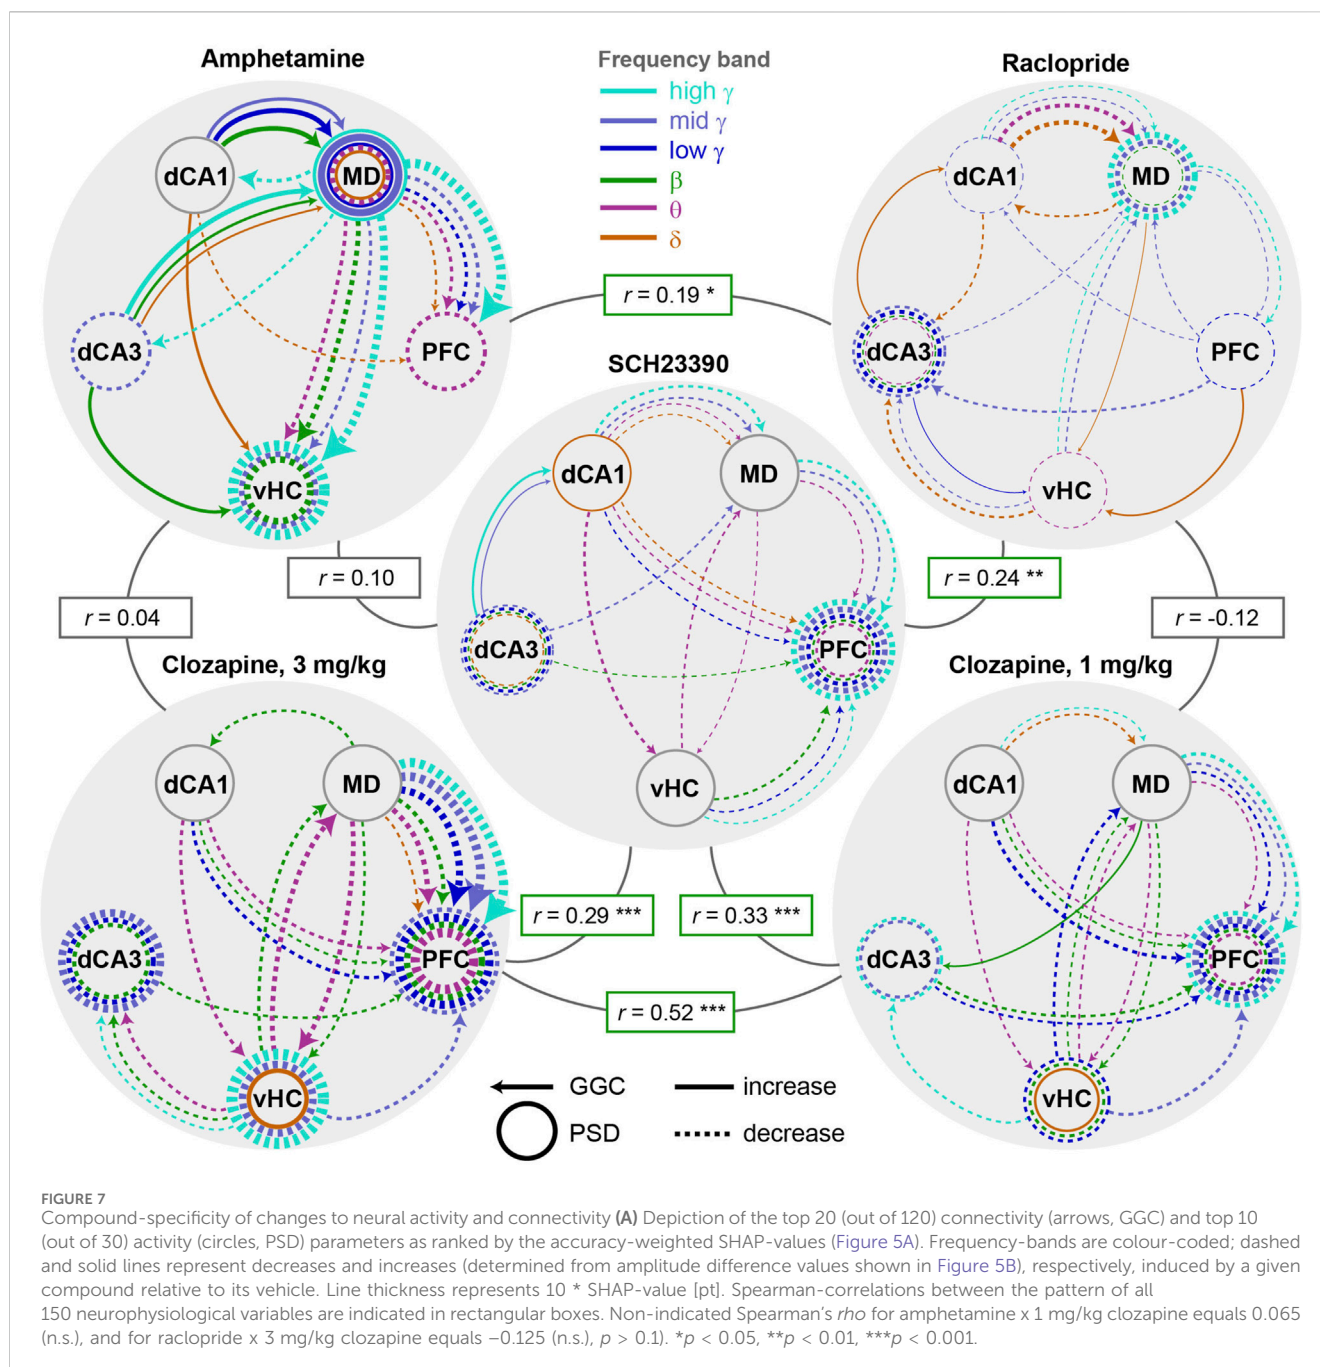 Amphetamine
Frequency band
Raclopride
high γ
mid γ
low γ
β
θ
δ
dCA1
MD
dCA3
PFC
vHC
dCA1
MD
dCA3
PFC
vHC
r = 0.19 *
SCH23390
dCA1
MD
dCA3
PFC
vHC
r = 0.10
r = 0.24 **
r = 0.04
r = -0.12
Clozapine, 3 mg/kg
Clozapine, 1 mg/kg
dCA1
MD
dCA3
PFC
vHC
dCA1
MD
dCA3
PFC
vHC
r = 0.29 ***
r = 0.33 ***
r = 0.52 ***
GGC
increase
PSD
decrease
FIGURE 7
Compound-specificity of changes to neural activity and connectivity (A) Depiction of the top 20 (out of 120) connectivity (arrows, GGC) and top 10
(out of 30) activity (circles, PSD) parameters as ranked by the accuracy-weighted SHAP-values (Figure 5A). Frequency-bands are colour-coded; dashed
and solid lines represent decreases and increases (determined from amplitude difference values shown in Figure 5B), respectively, induced by a given
compound relative to its vehicle. Line thickness represents 10 * SHAP-value [pt]. Spearman-correlations between the pattern of all
150 neurophysiological variables are indicated in rectangular boxes. Non-indicated Spearman's rho for amphetamine x 1 mg/kg clozapine equals 0.065
(n.s.), and for raclopride x 3 mg/kg clozapine equals −0.125 (n.s.), p > 0.1). *p < 0.05, **p < 0.01, ***p < 0.001.